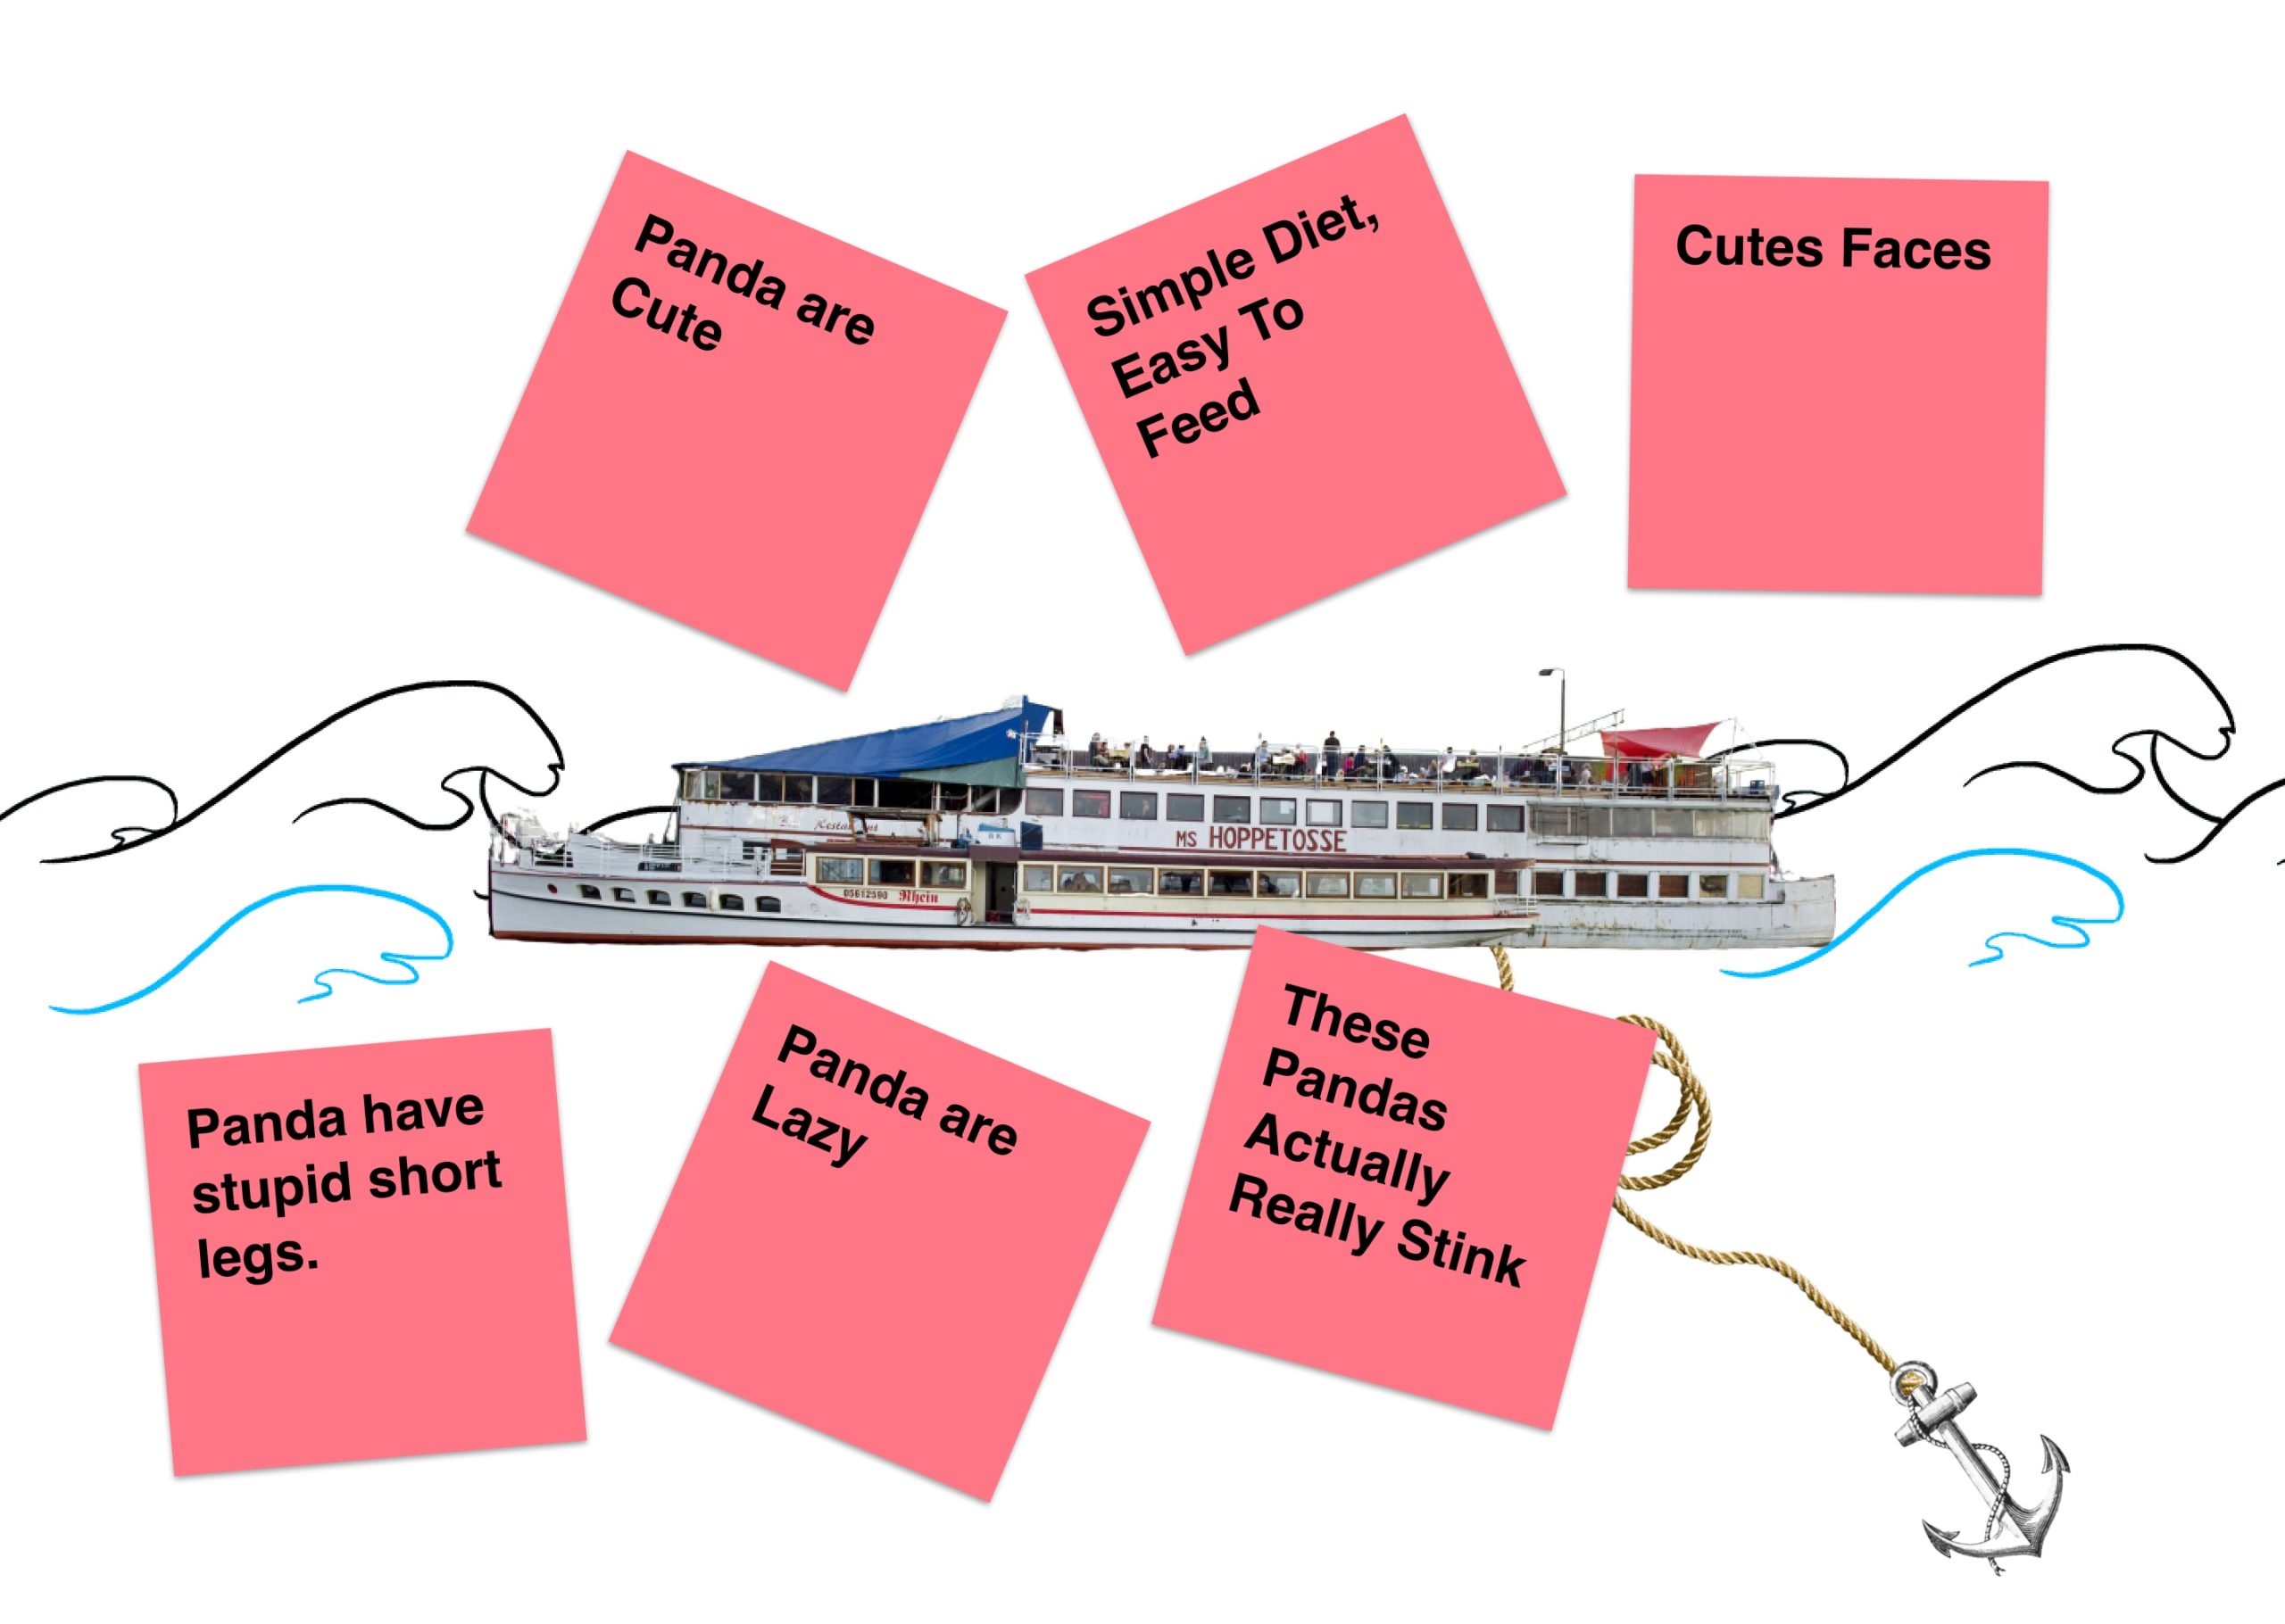 Panda are
Cute
Simple Diet,
Easy To
Feed
Cutes Faces
Restaurant
MS HOPPETOSSE
05612590 Rhein
Panda have
stupid short
legs.
Panda are
Lazy
These
Pandas
Actually
Really Stink